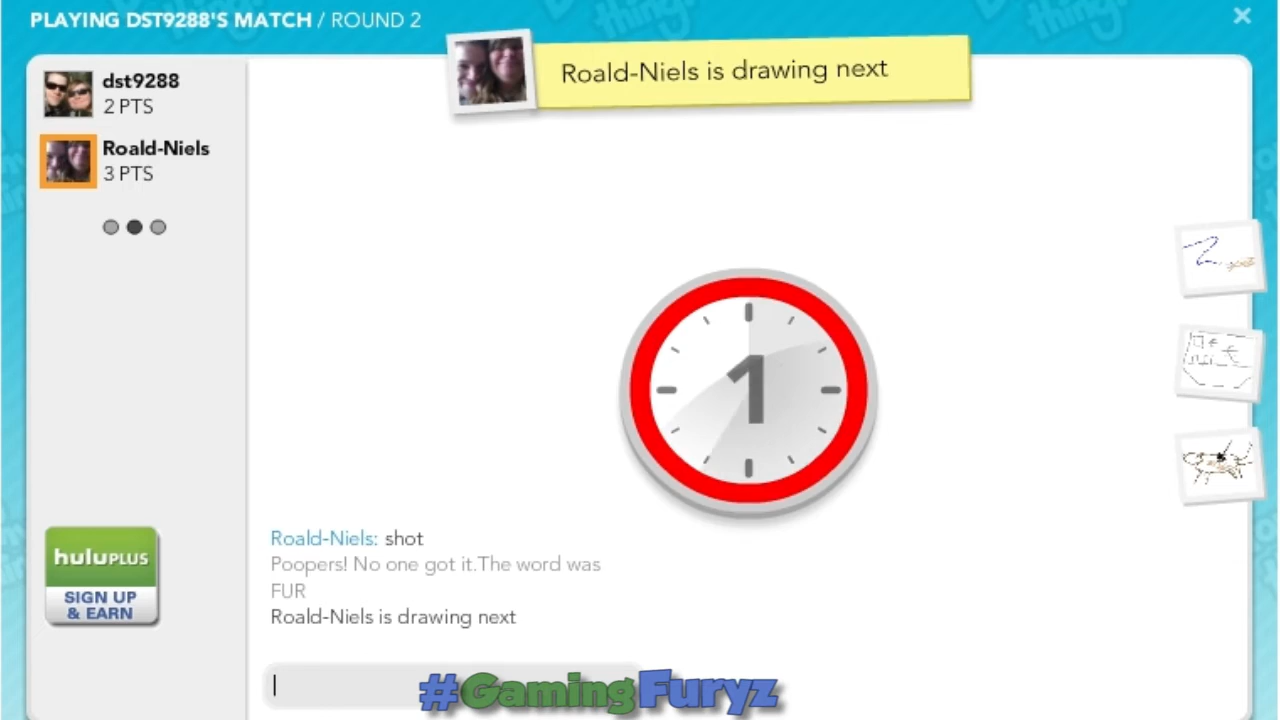 PLAYING DST9288'S MATCH / ROUND 2
Roald-Niels is drawing next
dst9288
2 PTS
Roald-Niels
3 PTS
1
Roald-Niels: shot
Poopers! No one got it.The word was
FUR
Roald-Niels is drawing next
huluPLUS
SIGN UP
& EARN
#GamingFuryz